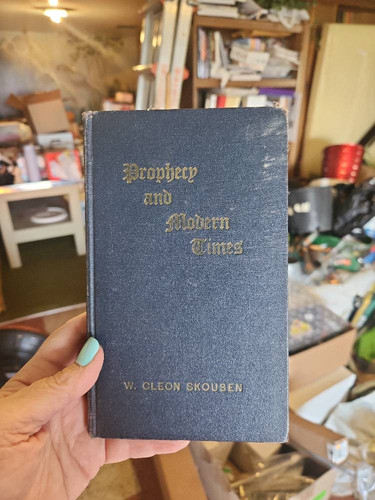 Prophecy
and
Modern
Times
W. CLEON SKOUSEN